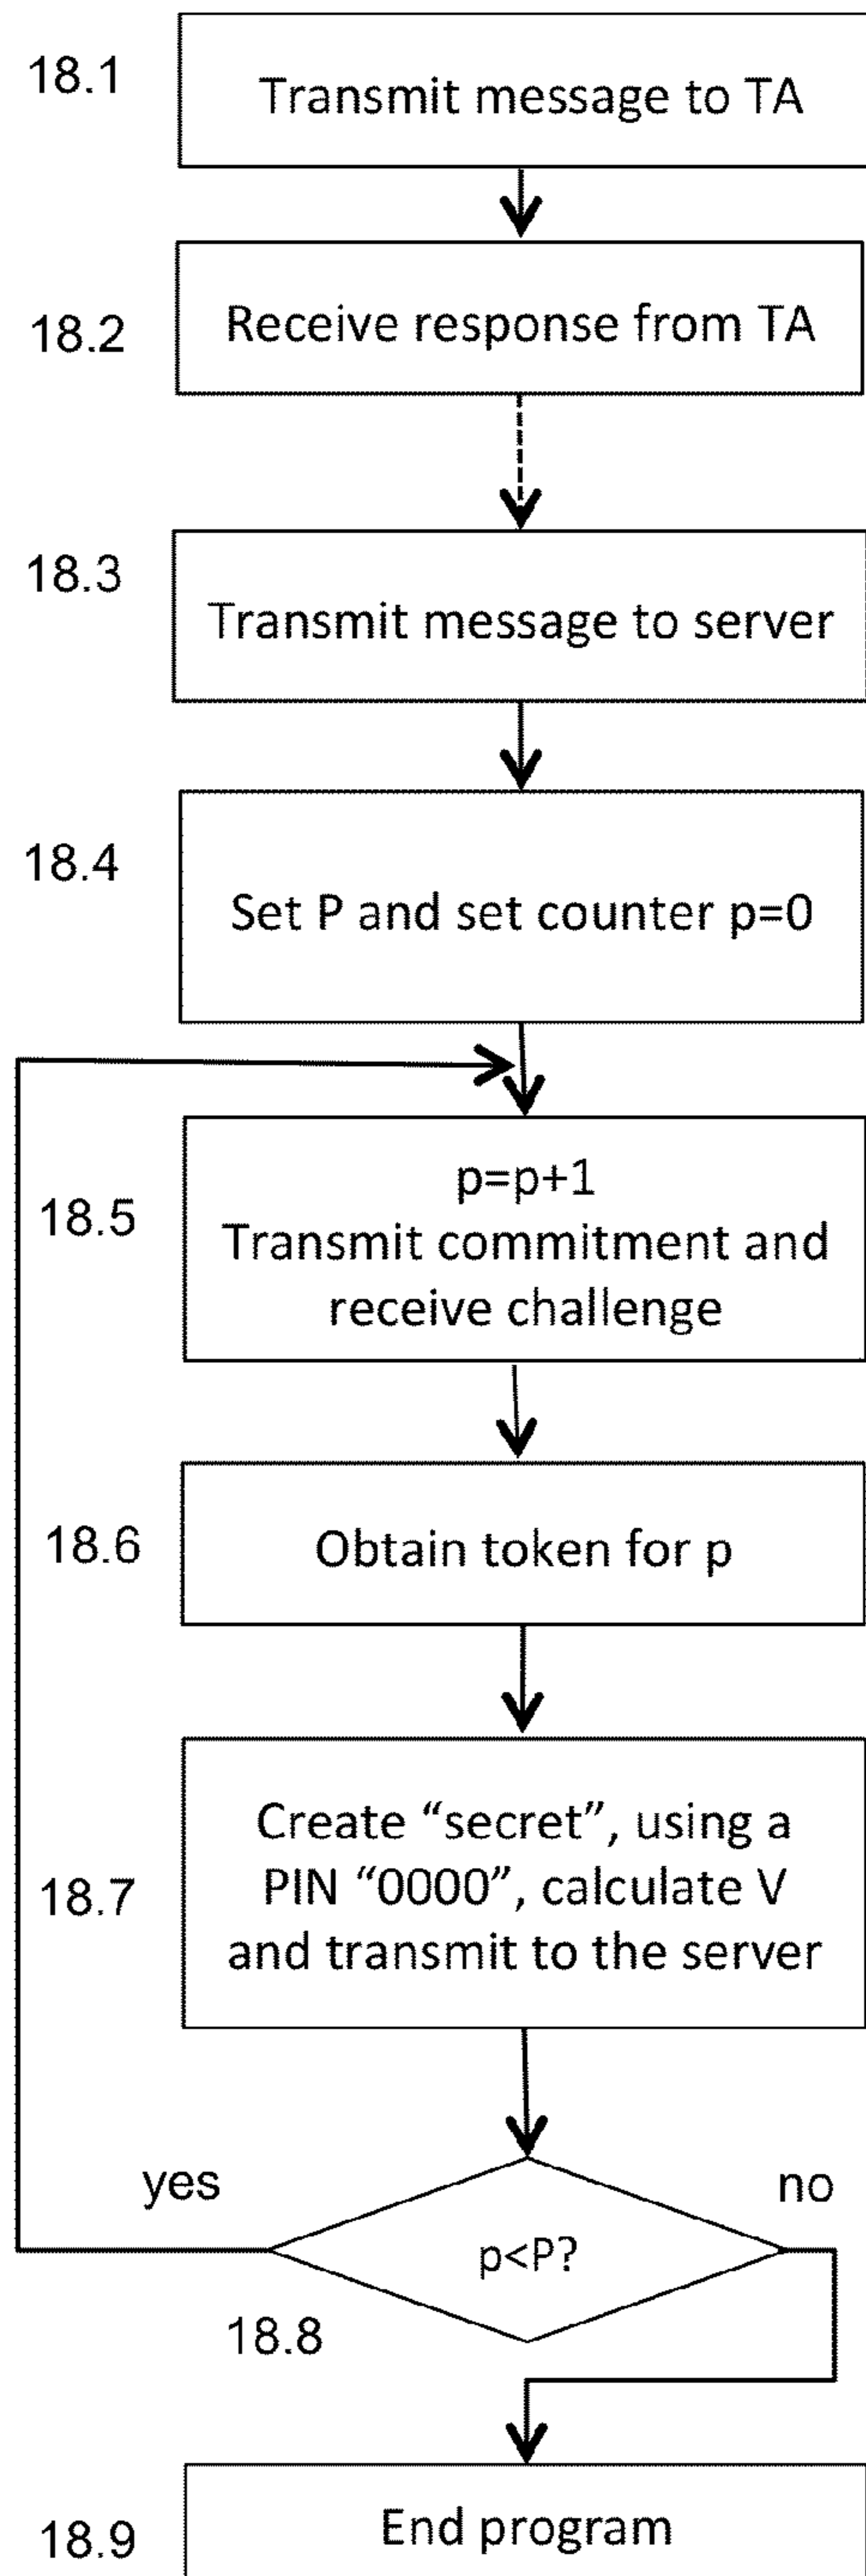 18.1
Transmit message to TA
18.2
Receive response from TA
18.3
Transmit message to server
18.4
Set P and set counter p=0
18.5
p=p+1
Transmit commitment and
receive challenge
18.6
Obtain token for p
18.7
Create “secret”, using a
PIN “0000”, calculate V
and transmit to the server
yes
no
p<P?
18.8
18.9
End program